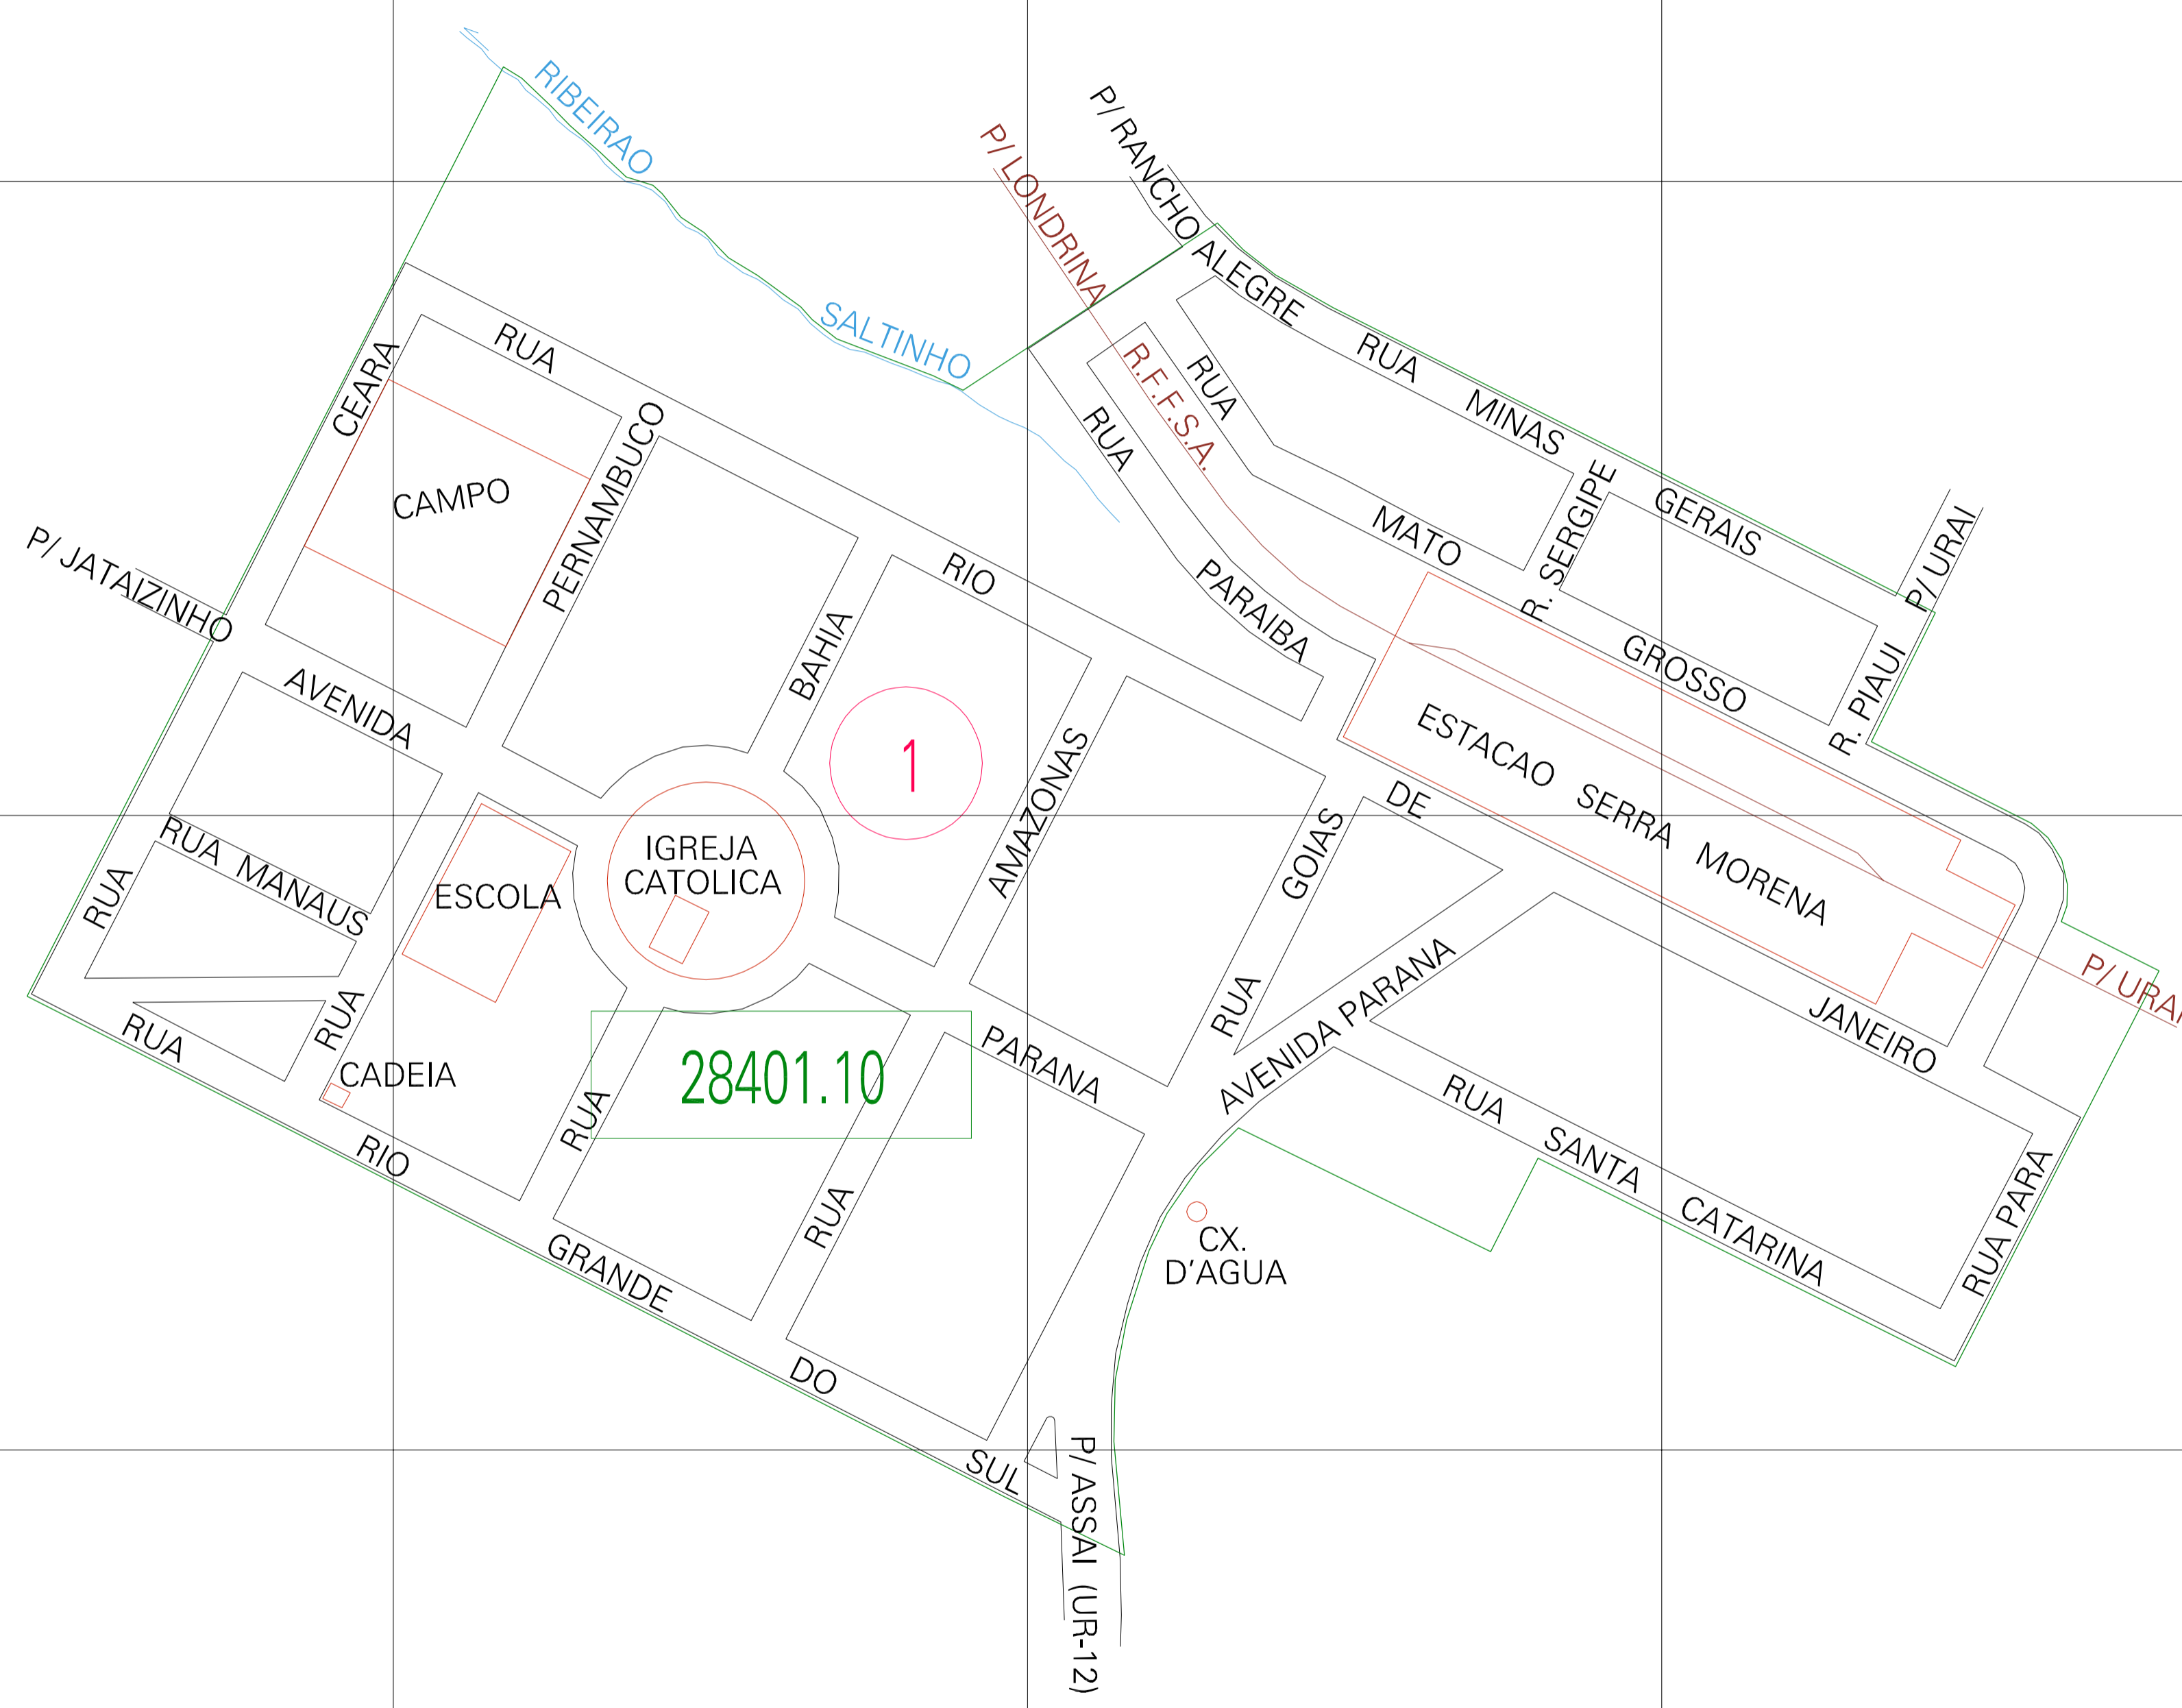 RIBEIRAO
SALTINHO
P/ LONDRINA
P/ RANCHO ALEGRE
RUA MINAS GERAIS
R.F.F.S.A.
RUA MATO GROSSO
RUA PARAIBA
R. SERGIPE
R. PIAUI
P/ URAI
RUA RIO DE JANEIRO
RUA CEARA
CAMPO
RUA PERNAMBUCO
RUA BAHIA
P/ JATAIZINHO
AVENIDA PARANA
1
RUA AMAZONAS
RUA GOIAS
ESTACAO SERRA MORENA
RUA MANAUS
ESCOLA
IGREJA
CATOLICA
AVENIDA PARANA
28401.10
CADEIA
RUA RIO GRANDE DO SUL
RUA SANTA CATARINA
RUA PARA
CX.
D'AGUA
P/ ASSAI (UR-12)